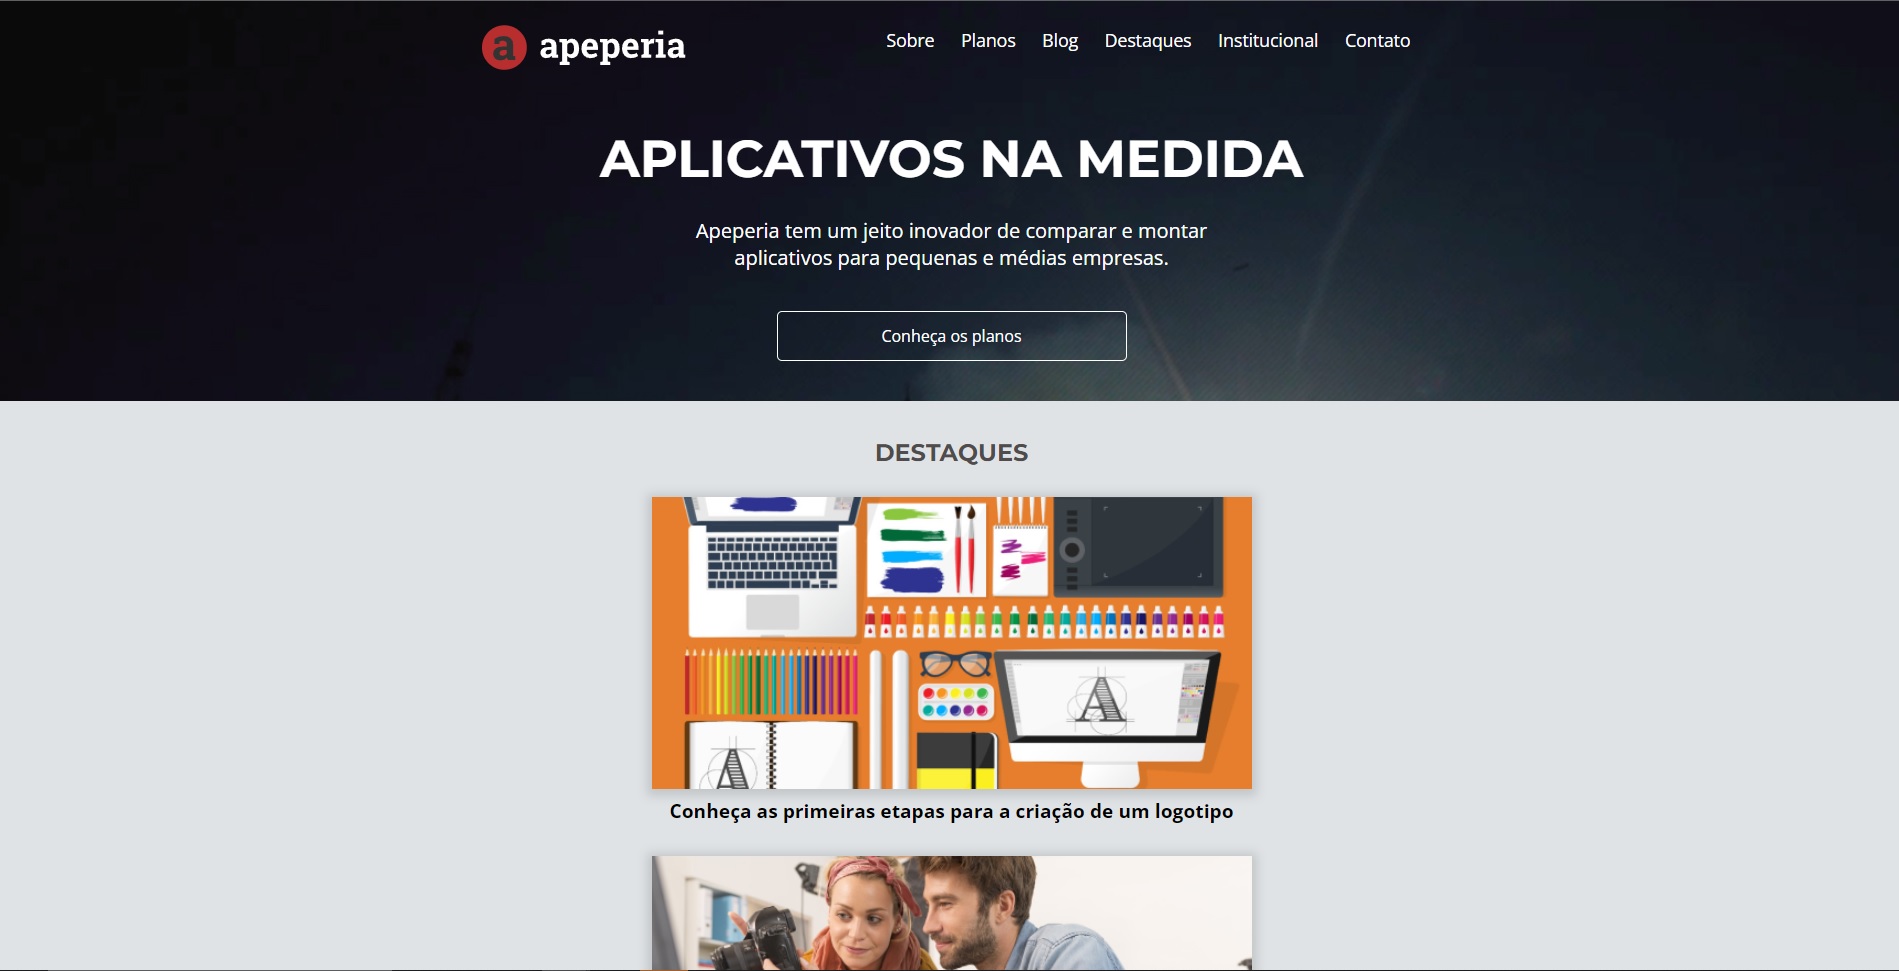 a apeperia
Sobre Planos Blog Destaques Institucional Contato
APLICATIVOS NA MEDIDA
Apeperia tem um jeito inovador de comparar e montar
aplicativos para pequenas e médias empresas.
Conheça os planos
DESTAQUES
A
A
Conheça as primeiras etapas para a criação de um logotipo